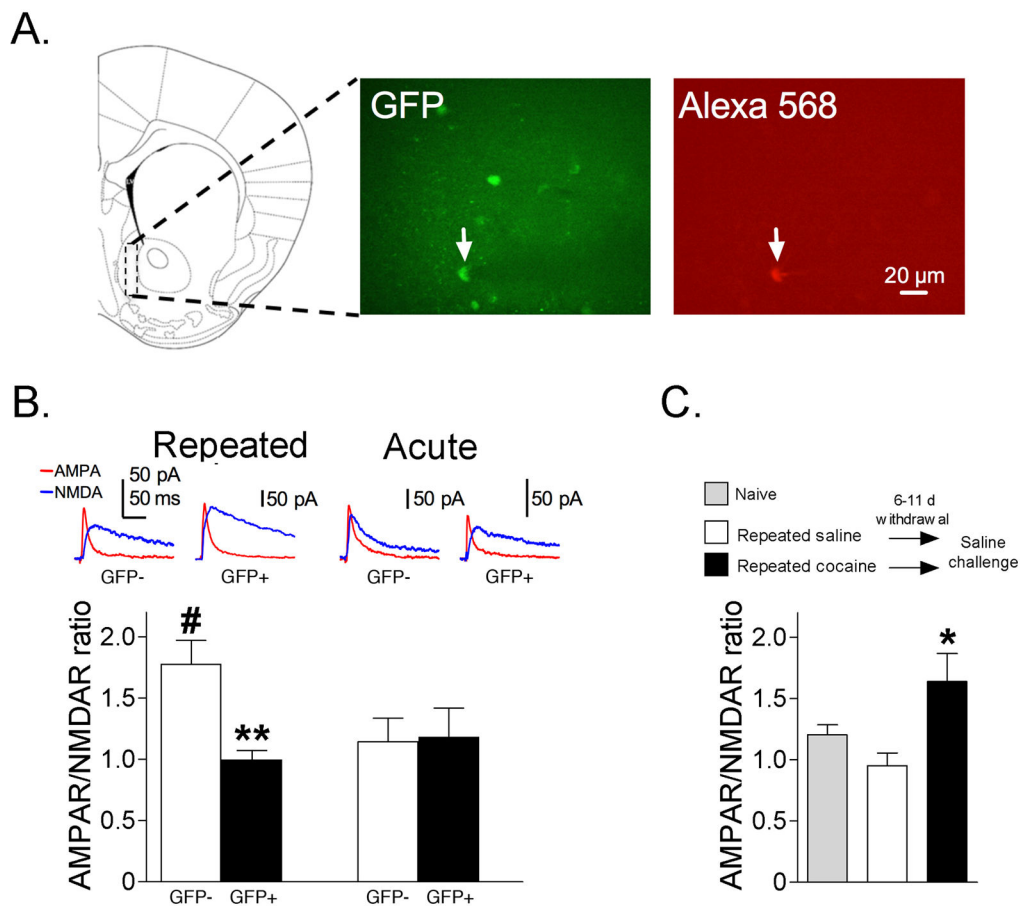 A.
GFP
Alexa 568
20 µm
B.
Repeated
Acute
AMPA
NMDA
50 pA
50 ms
50 pA
50 pA
50 pA
GFP-
GFP+
GFP-
GFP+
#
**
AMPAR/NMDAR ratio
2.0
1.5
1.0
0.5
0
GFP-
GFP+
GFP-
GFP+
C.
Naive
Repeated saline
Repeated cocaine
6-11 d
withdrawal
Saline
challenge
*
AMPAR/NMDAR ratio
2.0
1.5
1.0
0.5
0